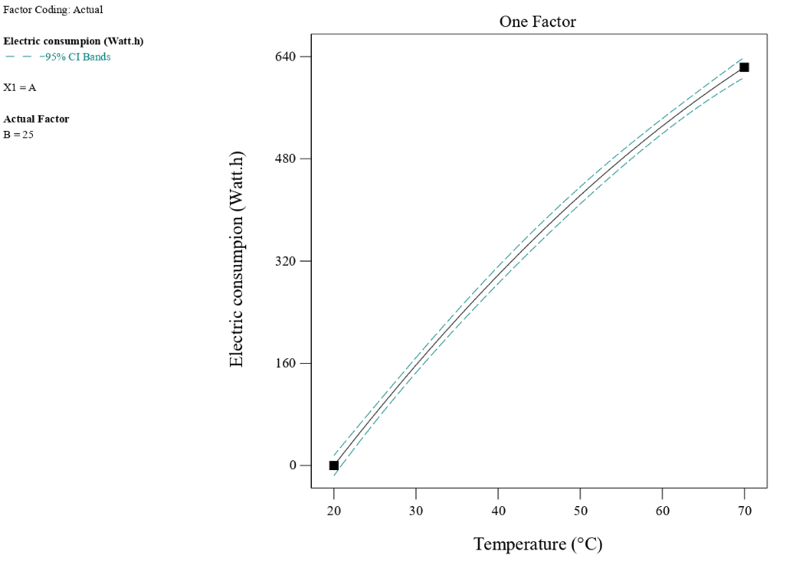 Factor Coding: Actual
Electric consumpion (Watt.h)
95% CI Bands
X1 = A
Actual Factor
B = 25
One Factor
640
480
320
160
0
Electric consumpion (Watt.h)
20 30 40 50 60 70
Temperature (°C)